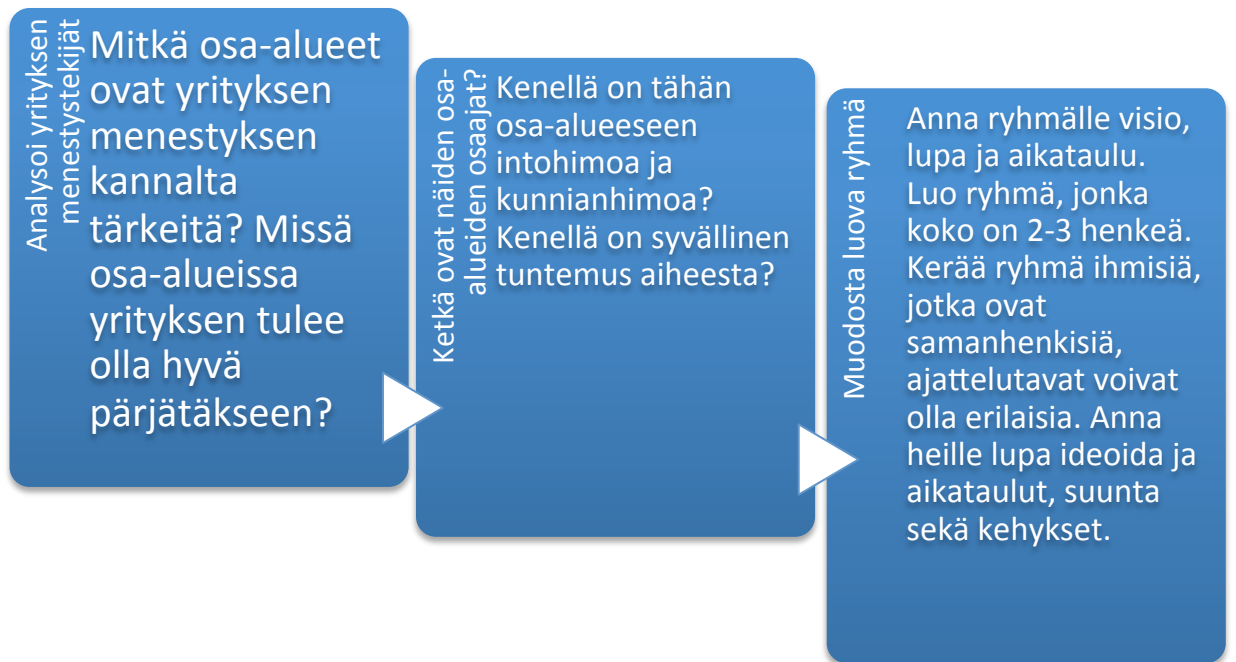 Analysoi yrityksen
menestystekijät
Mitkä osa-alueet
ovat yrityksen
menestyksen
kannalta
tärkeitä? Missä
osa-alueissa
yrityksen tulee
olla hyvä
pärjätäkseen?
Ketkä ovat näiden osa-
alueiden osaajat?
Kenellä on tähän
osa-alueeseen
intohimoa ja
kunnianhimoa?
Kenellä on syvällinen
tuntemus aiheesta?
Muodosta luova ryhmä
Anna ryhmälle visio,
lupa ja aikataulu.
Luo ryhmä, jonka
koko on 2-3 henkeä.
Kerää ryhmä ihmisiä,
jotka ovat
samanhenkisiä,
ajattelutavat voivat
olla erilaisia. Anna
heille lupa ideoida ja
aikataulut, suunta
sekä kehykset.